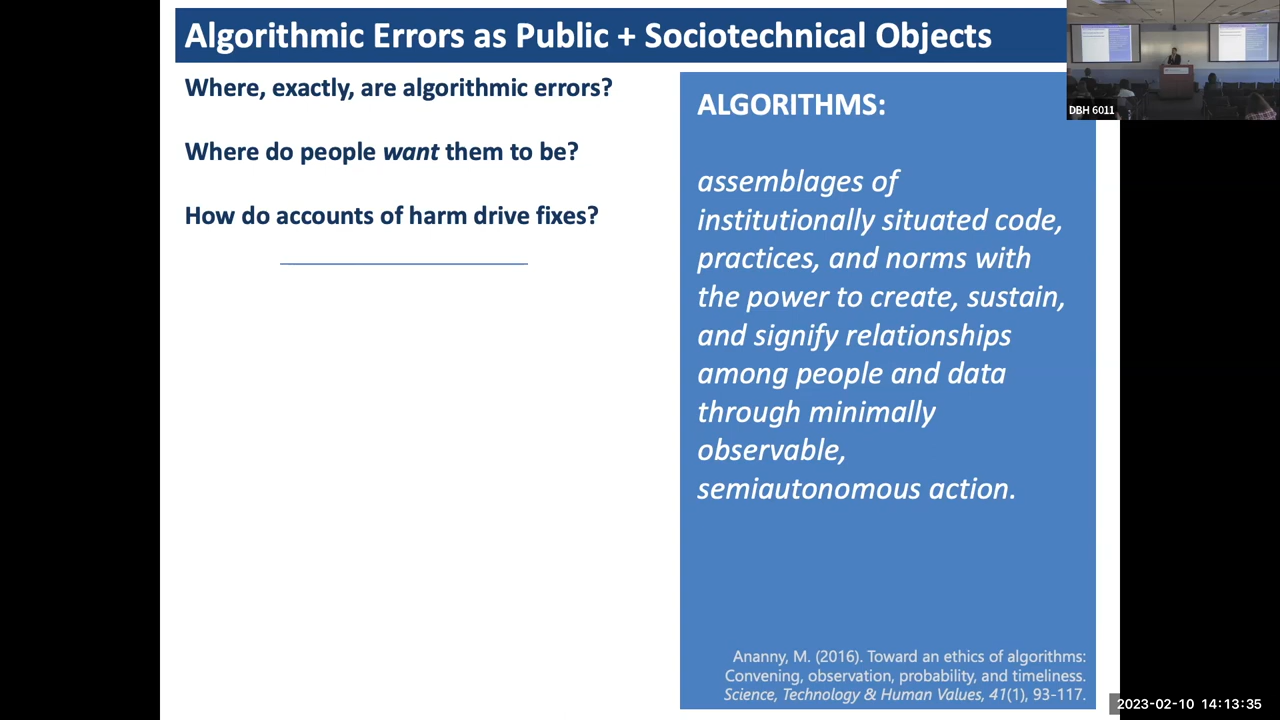 Algorithmic Errors as Public + Sociotechnical Objects
Where, exactly, are algorithmic errors?
Where do people want them to be?
How do accounts of harm drive fixes?
ALGORITHMS:
assemblages of
institutionally situated code,
practices, and norms with
the power to create, sustain,
and signify relationships
among people and data
through minimally
observable,
semiautonomous action.
Ananny, M. (2016). Toward an ethics of algorithms:
Convening, observation, probability, and timeliness.
Science, Technology & Human Values, 41(1), 93-117.
DBH 6011
2023-02-10 14:13:35